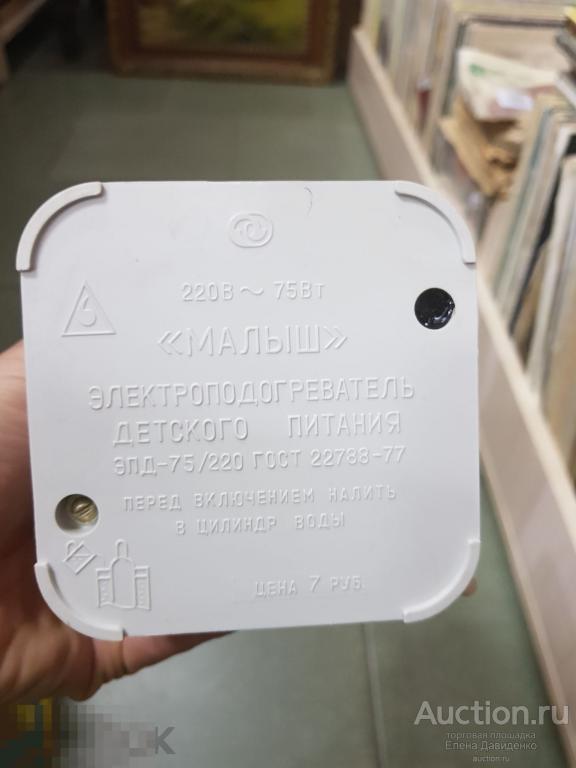 220В ~ 75Вт
«МАЛЫШ»
ЭЛЕКТРОПОДОГРЕВАТЕЛЬ
ДЕТСКОГО ПИТАНИЯ
ЭПД-75/220 ГОСТ 22788-77
ПЕРЕД ВКЛЮЧЕНИЕМ НАЛИТЬ
В ЦИЛИНДР ВОДЫ
ЦЕНА 7 РУБ.
Auction.ru
торговая площадка
Елена Давиденко
auction.ru